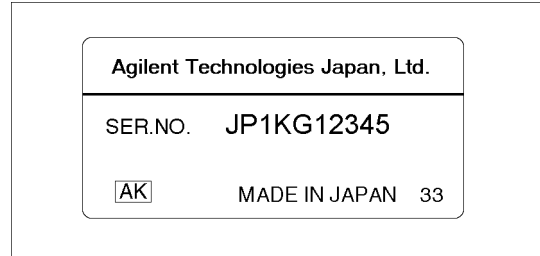 Agilent Technologies Japan, Ltd.
SER.NO. JP1KG12345
AK MADE IN JAPAN 33